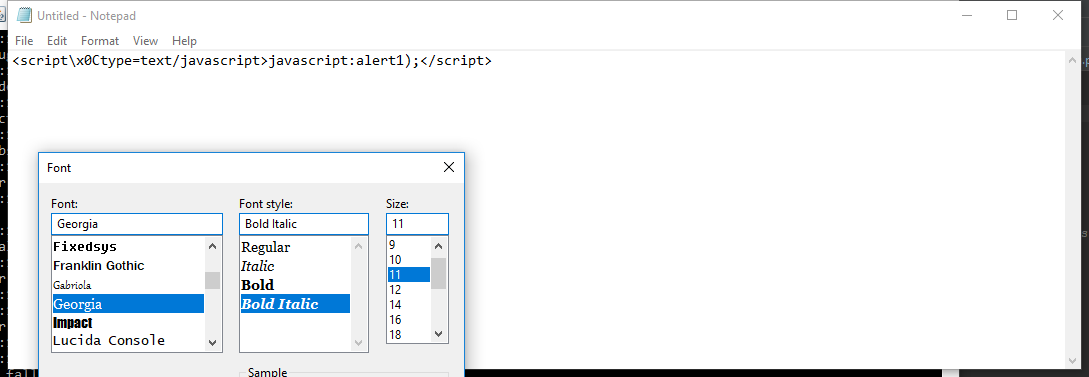 Untitled - Notepad
File Edit Format View Help
<script\x0Ctype=text/javascript>javascript:alert1);</script>
Font
Font: Font style: Size:
Georgia Bold Italic 11
Fixedsys
Franklin Gothic
Gabriola
Georgia
Impact
Lucida Console
Regular
Italic
Bold
Bold Italic
9
10
11
12
14
16
18
Sample